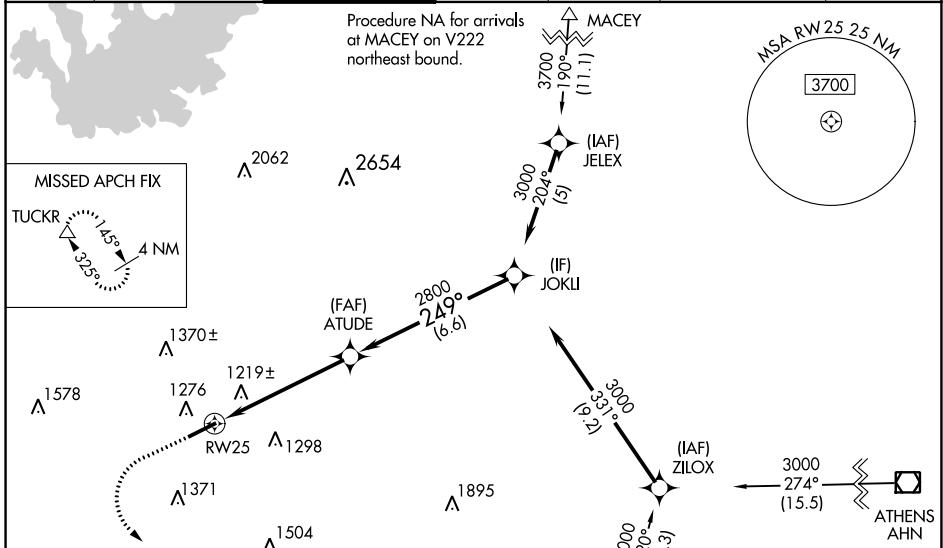 Procedure NA for arrivals
at MACEY on V222
northeast bound.
MACEY
3700
190°
(11.1)
MSA RW25 25 NM
3700
(IAF)
JELEX
2062
2654
3000
204°
(5)
MISSED APCH FIX
TUCKR
145°
4 NM
325°
(IF)
JOKLI
2800
249°
(6.6)
(FAF)
ATUDE
1370±
1219±
1578
1276
RW25
1298
3000
331°
(9.2)
(IAF)
ZILOX
3000
274°
(15.5)
ATHENS
AHN
1371
1895
1504